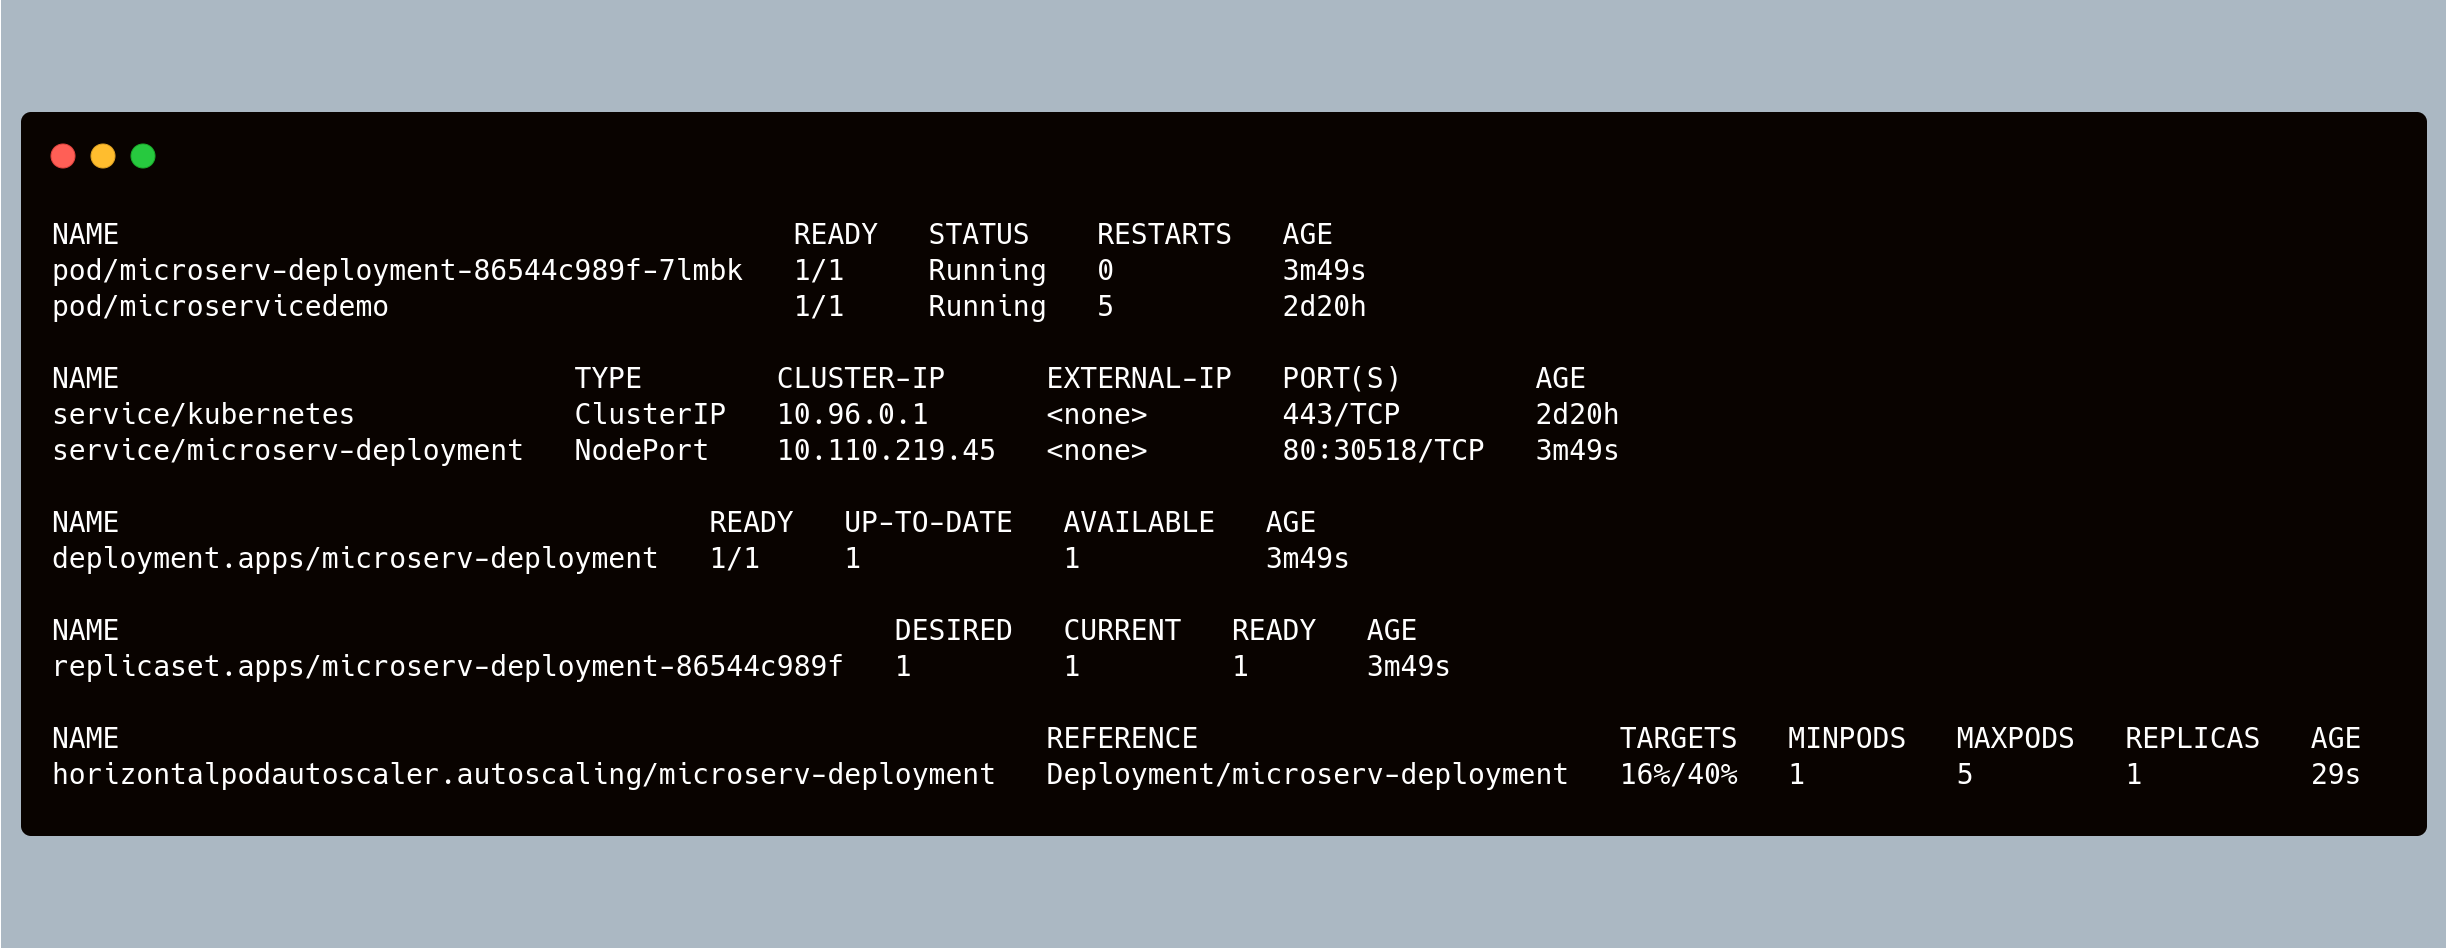 NAME                                        READY   STATUS    RESTARTS   AGE
pod/microserv-deployment-86544c989f-7lmbk   1/1     Running   0          3m49s
pod/microservicedemo                        1/1     Running   5          2d20h

NAME                           TYPE        CLUSTER-IP      EXTERNAL-IP   PORT(S)        AGE
service/kubernetes             ClusterIP   10.96.0.1       <none>        443/TCP        2d20h
service/microserv-deployment   NodePort    10.110.219.45   <none>        80:30518/TCP   3m49s

NAME                                   READY   UP-TO-DATE   AVAILABLE   AGE
deployment.apps/microserv-deployment   1/1     1            1           3m49s

NAME                                              DESIRED   CURRENT   READY   AGE
replicaset.apps/microserv-deployment-86544c989f   1         1         1       3m49s

NAME                                                       REFERENCE                         TARGETS   MINPODS   MAXPODS   REPLICAS   AGE
horizontalpodautoscaler.autoscaling/microserv-deployment   Deployment/microserv-deployment   16%/40%   1         5         1          29s